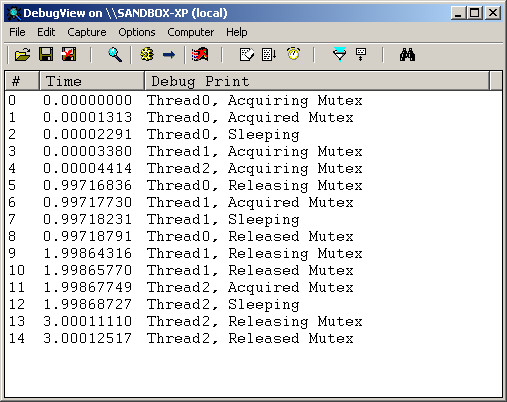 DebugView on \\SANDBOX-XP (local)
File Edit Capture Options Computer Help
# Time Debug Print
0 0.00000000 Thread0, Acquiring Mutex
1 0.00001313 Thread0, Acquired Mutex
2 0.00002291 Thread0, Sleeping
3 0.00003380 Thread1, Acquiring Mutex
4 0.00004414 Thread2, Acquiring Mutex
5 0.99716836 Thread0, Releasing Mutex
6 0.99717730 Thread1, Acquired Mutex
7 0.99718231 Thread1, Sleeping
8 0.99718791 Thread0, Released Mutex
9 1.99864316 Thread1, Releasing Mutex
10 1.99865770 Thread1, Released Mutex
11 1.99867749 Thread2, Acquired Mutex
12 1.99868727 Thread2, Sleeping
13 3.00011110 Thread2, Releasing Mutex
14 3.00012517 Thread2, Released Mutex